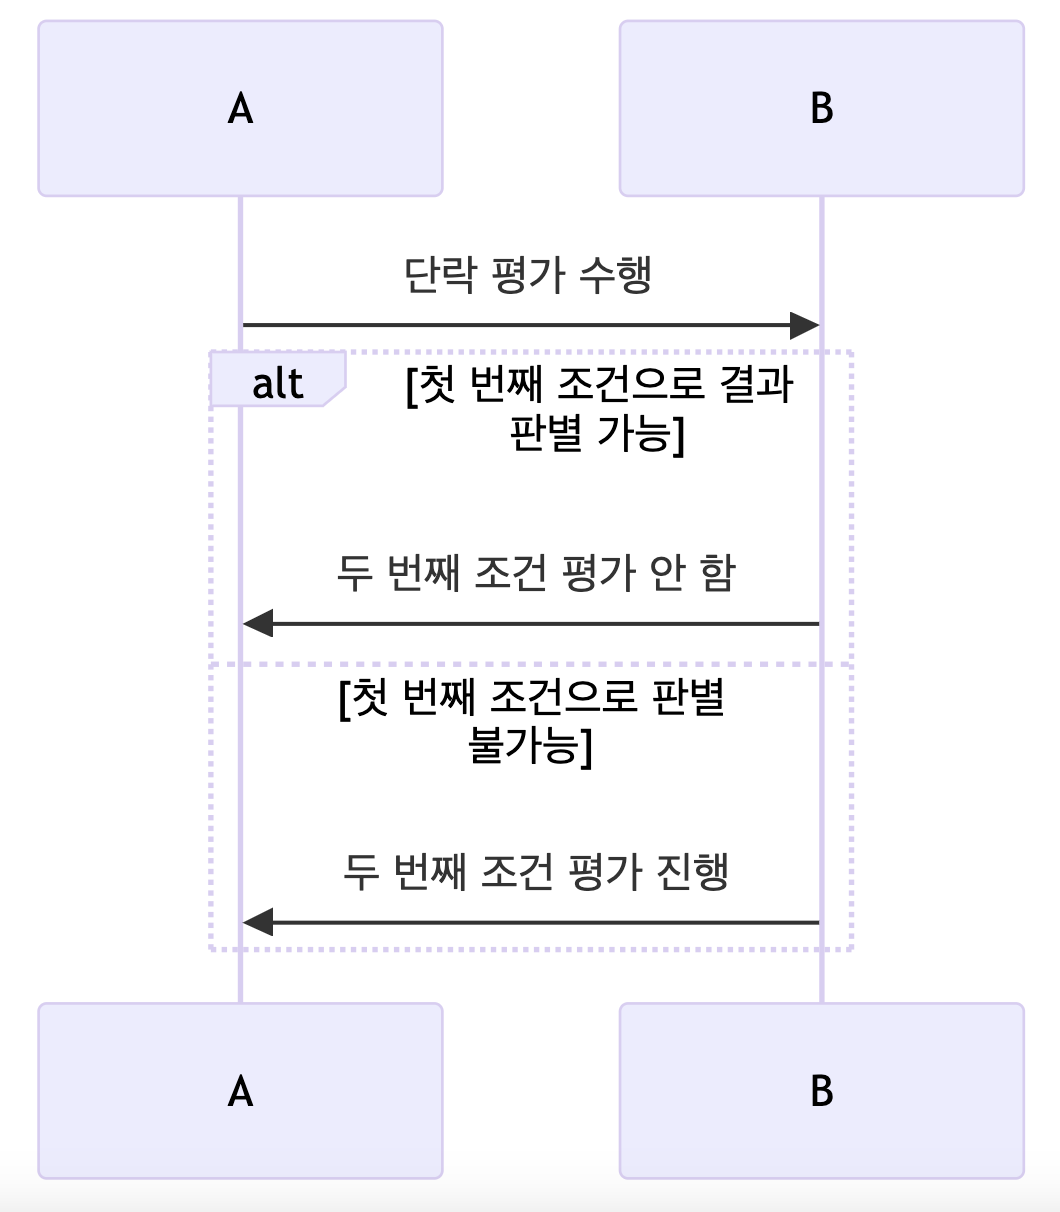 A
B
단락 평가 수행
alt
[첫 번째 조건으로 결과
판별 가능]
두 번째 조건 평가 안 함
[첫 번째 조건으로 판별
불가능]
두 번째 조건 평가 진행
A
B